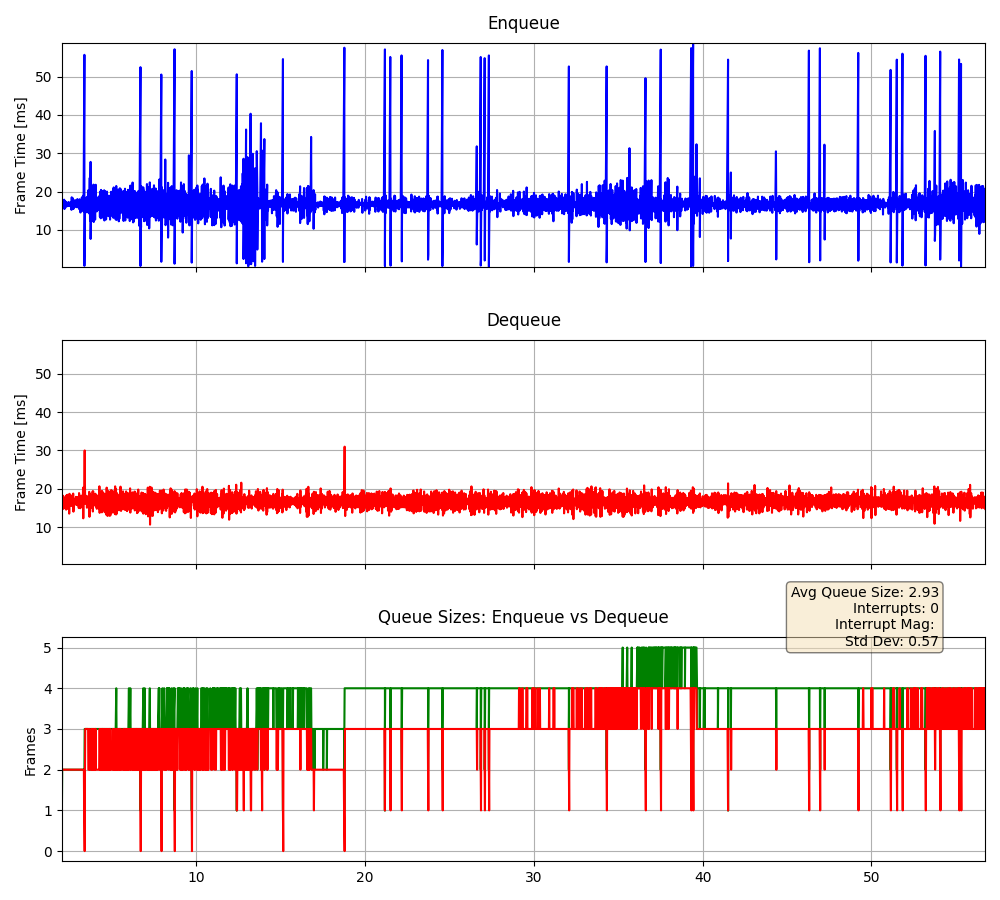 Enqueue
Frame Time [ms]
50
40
30
20
10
Dequeue
Frame Time [ms]
50
40
30
20
10
Avg Queue Size: 2.93
Interrupts: 0
Interrupt Mag:
Std Dev: 0.57
Queue Sizes: Enqueue vs Dequeue
Frames
5
4
3
2
1
0
10 20 30 40 50